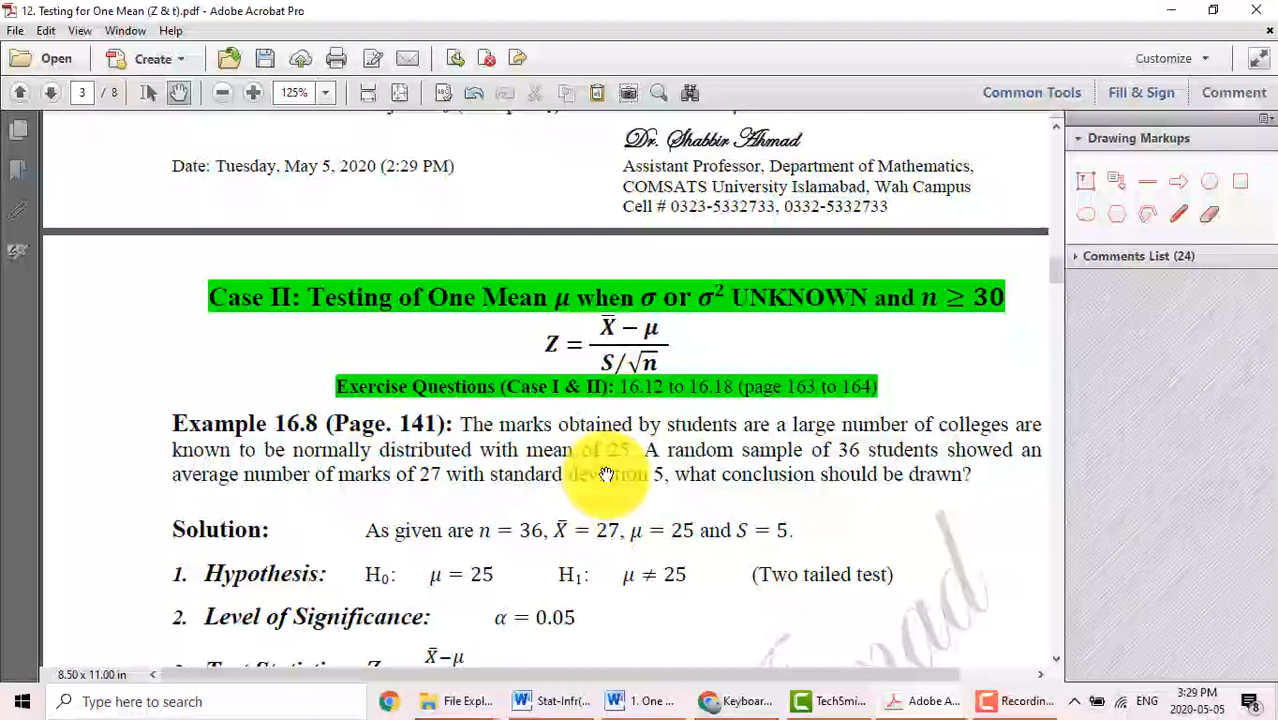 12. Testing for One Mean (Z & t).pdf - Adobe Acrobat Pro
File Edit View Window Help
Open Create Customize
3 / 8 125% Common Tools Fill & Sign Comment
Dr. Shabbir Ahmad
Date: Tuesday, May 5, 2020 (2:29 PM) Assistant Professor, Department of Mathematics,
COMSATS University Islamabad, Wah Campus
Cell # 0323-5332733, 0332-5332733
Drawing Markups
Comments List (24)
Case II: Testing of One Mean μ when σ or σ² UNKNOWN and n ≥ 30
Z = (X̄ − μ) / (S/√n)
Exercise Questions (Case I & II): 16.12 to 16.18 (page 163 to 164)
Example 16.8 (Page. 141): The marks obtained by students are a large number of colleges are
known to be normally distributed with mean of 25. A random sample of 36 students showed an
average number of marks of 27 with standard deviation 5, what conclusion should be drawn?
Solution: As given are n = 36, X̄ = 27, μ = 25 and S = 5.
1. Hypothesis: H₀: μ = 25 H₁: μ ≠ 25 (Two tailed test)
2. Level of Significance: α = 0.05
X̄−μ
8.50 x 11.00 in
Type here to search
File Expl... Stat-Infr(... 1. One ... Keyboar... TechSmi... Adobe A... Recordin...
ENG 3:29 PM
2020-05-05
8